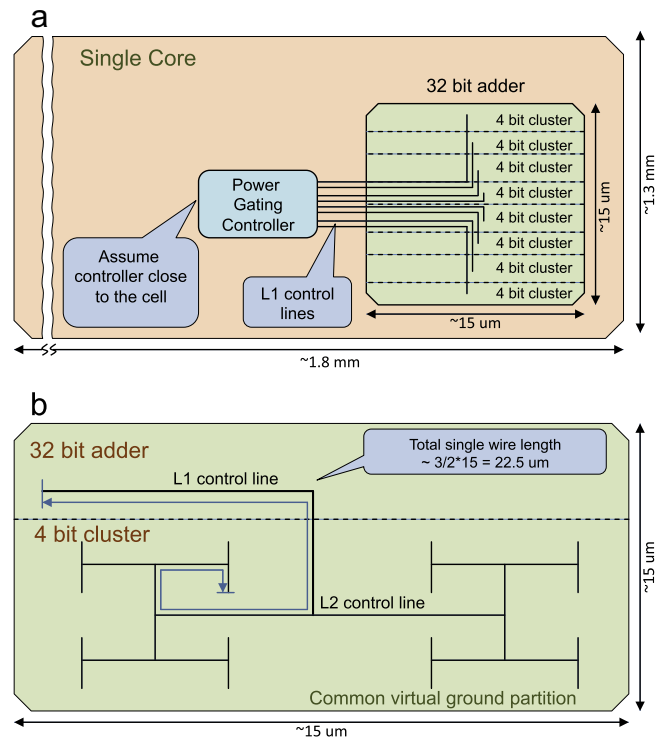 a
Single Core
32 bit adder
4 bit cluster
4 bit cluster
4 bit cluster
4 bit cluster
4 bit cluster
4 bit cluster
4 bit cluster
4 bit cluster
Power
Gating
Controller
Assume
controller close
to the cell
L1 control
lines
~15 um
~15 um
~1.3 mm
~1.8 mm
b
32 bit adder
Total single wire length
~ 3/2*15 = 22.5 um
L1 control line
4 bit cluster
L2 control line
Common virtual ground partition
~15 um
~15 um